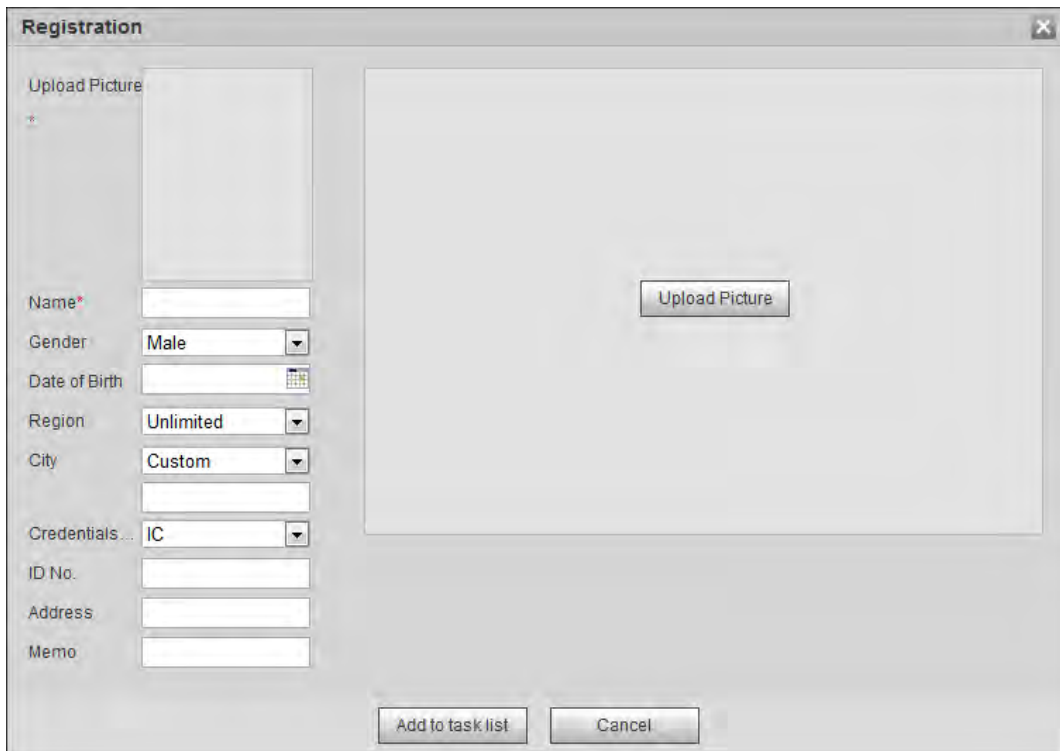 Registration
Upload Picture
*
Name*
Gender Male
Date of Birth
Region Unlimited
City Custom
Credentials... IC
ID No.
Address
Memo
Upload Picture
Add to task list Cancel